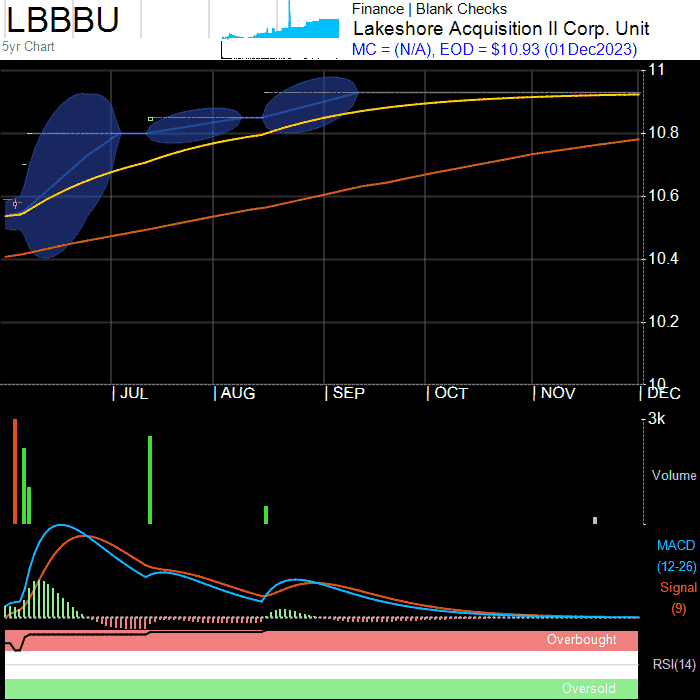 LBBBU
5yr Chart
Finance | Blank Checks
Lakeshore Acquisition II Corp. Unit
MC = (N/A), EOD = $10.93 (01Dec2023)
11
10.8
10.6
10.4
10.2
10
JUL AUG SEP OCT NOV DEC
3k
Volume
MACD
(12-26)
Signal
(9)
Overbought
RSI(14)
Oversold